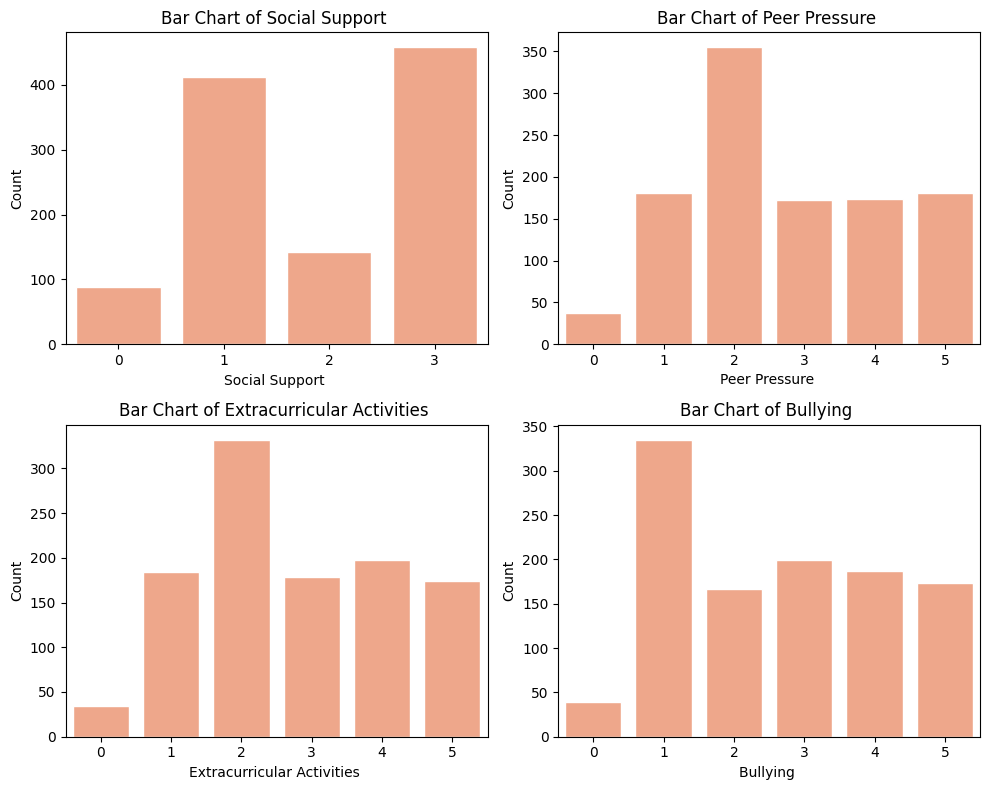 Bar Chart of Social Support
400
300
200
100
0
Count
0 1 2 3
Social Support
Bar Chart of Peer Pressure
350
300
250
200
150
100
50
0
Count
0 1 2 3 4 5
Peer Pressure
Bar Chart of Extracurricular Activities
300
250
200
150
100
50
0
Count
0 1 2 3 4 5
Extracurricular Activities
Bar Chart of Bullying
350
300
250
200
150
100
50
0
Count
0 1 2 3 4 5
Bullying